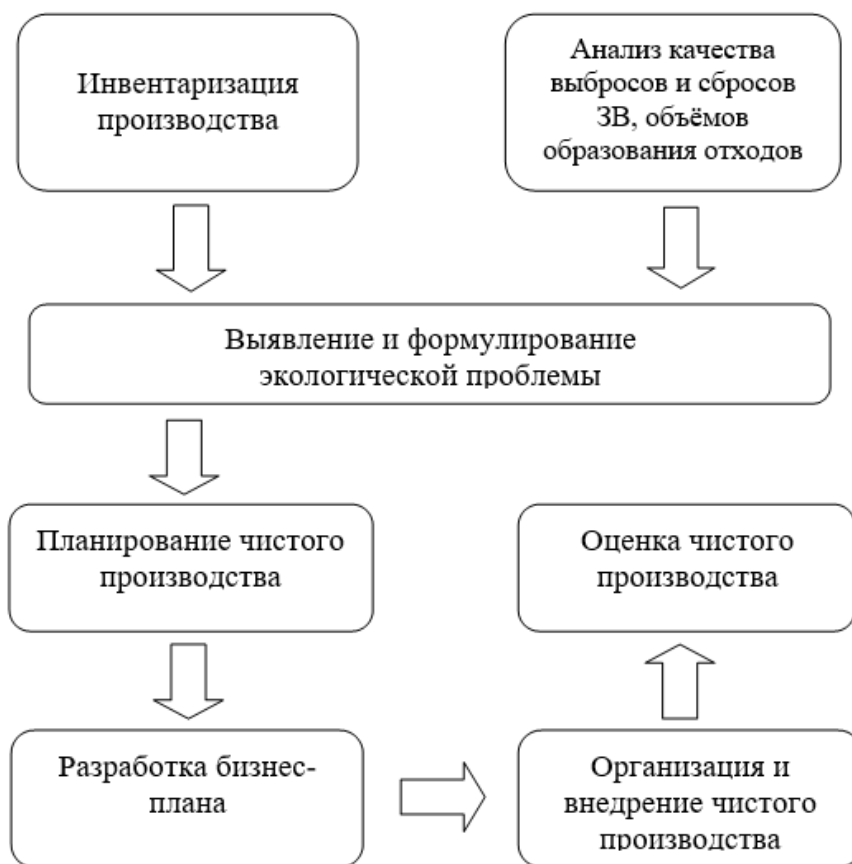 Инвентаризация
производства
Анализ качества
выбросов и сбросов
ЗВ, объёмов
образования отходов
Выявление и формулирование
экологической проблемы
Планирование чистого
производства
Оценка чистого
производства
Разработка бизнес-
плана
Организация и
внедрение чистого
производства